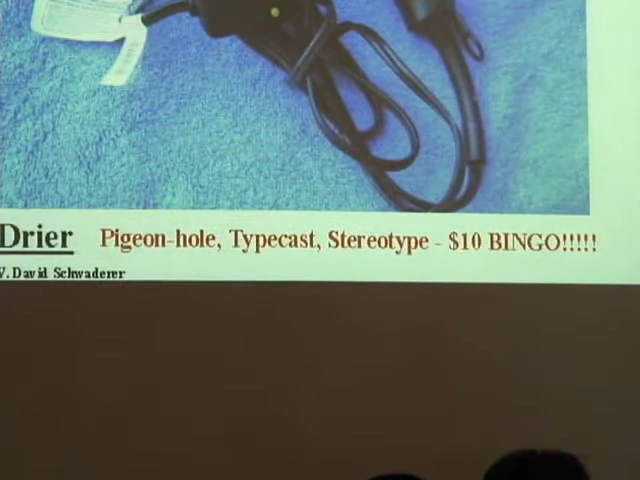 Drier Pigeon-hole, Typecast, Stereotype - $10 BINGO!!!!!
V. David Schwaderer